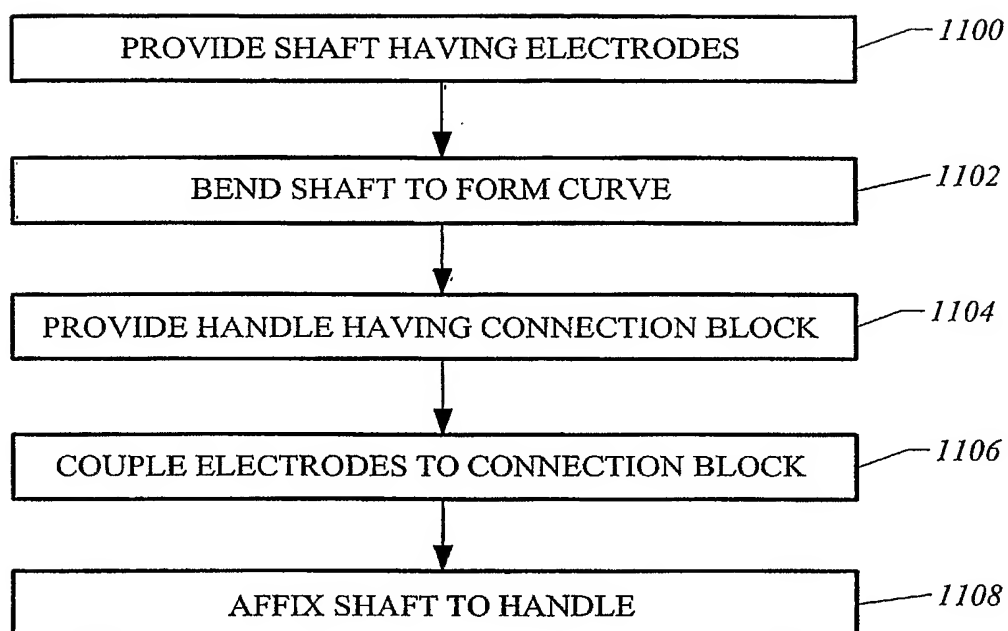 PROVIDE SHAFT HAVING ELECTRODES
1100
BEND SHAFT TO FORM CURVE
1102
PROVIDE HANDLE HAVING CONNECTION BLOCK
1104
COUPLE ELECTRODES TO CONNECTION BLOCK
1106
AFFIX SHAFT TO HANDLE
1108